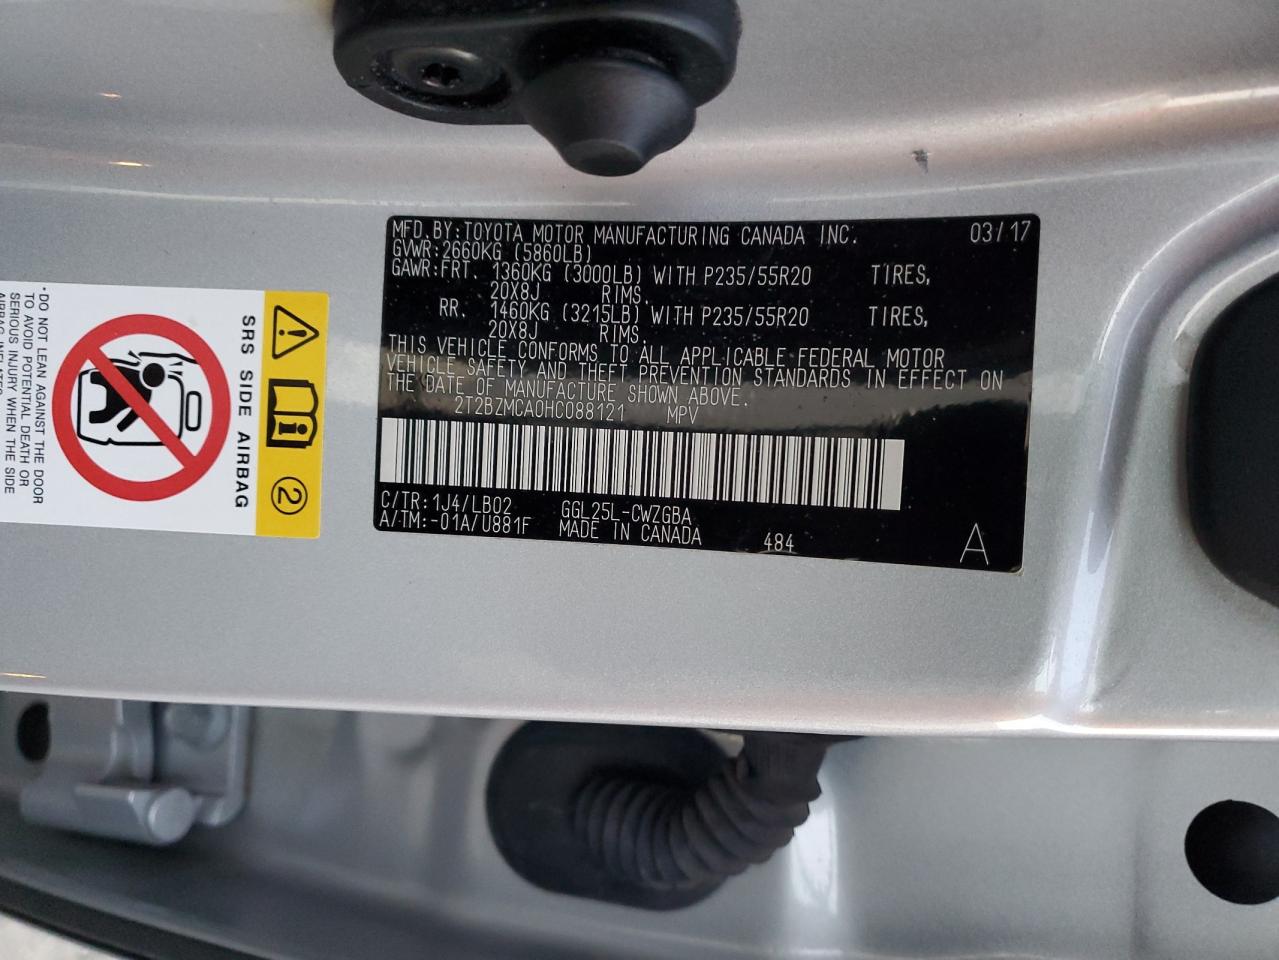 MFD.BY:TOYOTA MOTOR MANUFACTURING CANADA INC. 03/17
GVWR:2660KG (5860LB)
GAWR:FRT. 1360KG (3000LB) WITH P235/55R20 TIRES,
20X8J RIMS.
RR. 1460KG (3215LB) WITH P235/55R20 TIRES,
20X8J RIMS.
THIS VEHICLE CONFORMS TO ALL APPLICABLE FEDERAL MOTOR
VEHICLE SAFETY AND THEFT PREVENTION STANDARDS IN EFFECT ON
THE DATE OF MANUFACTURE SHOWN ABOVE.
2T2BZMCA0HC088121 MPV
C/TR:1J4/LB02 GGL25L-CWZGBA
A/TM:-01A/U881F MADE IN CANADA 484
A
2
SRS SIDE AIRBAG
• DO NOT LEAN AGAINST THE DOOR
TO AVOID POTENTIAL DEATH OR
SERIOUS INJURY WHEN THE SIDE